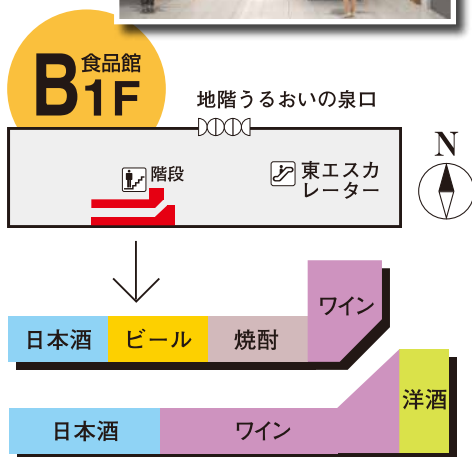 食品館
B1F
地階うるおいの泉口
N
階段
東エスカ
レーター
ワイン
日本酒
ビール
焼酎
洋酒
日本酒
ワイン